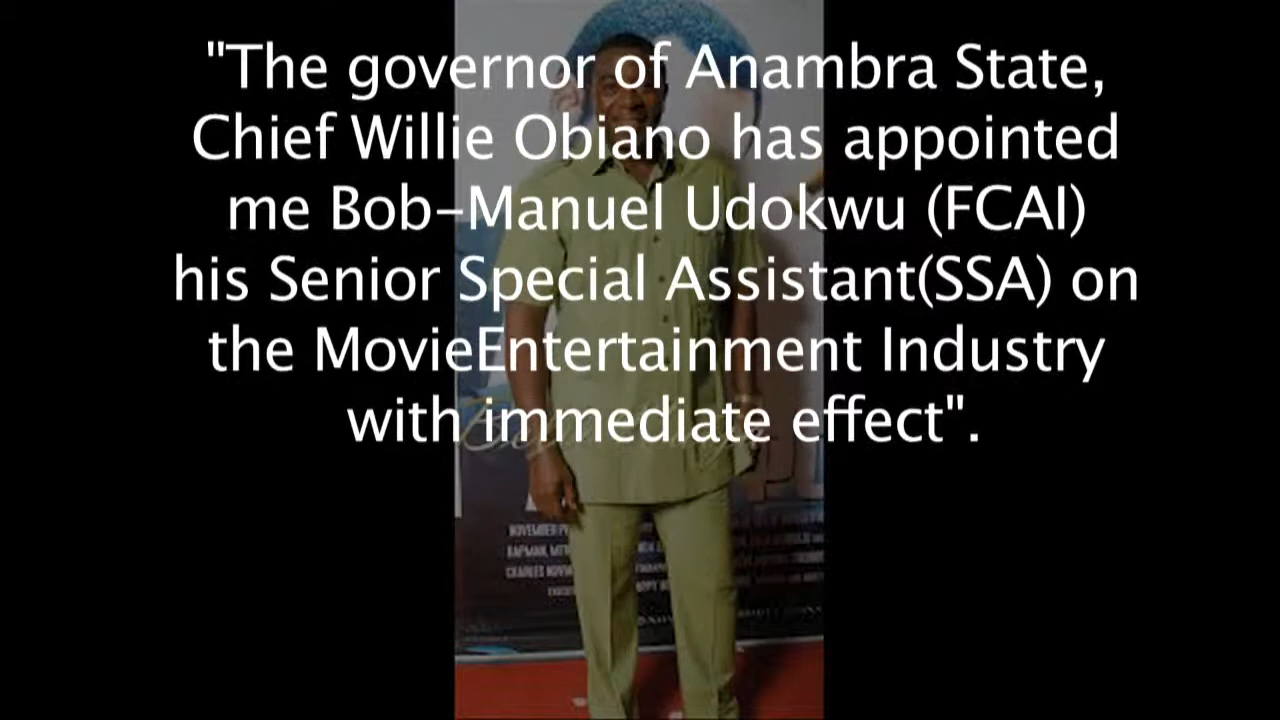 "The governor of Anambra State,
Chief Willie Obiano has appointed
me Bob-Manuel Udokwu (FCAI)
his Senior Special Assistant(SSA) on
the MovieEntertainment Industry
with immediate effect".